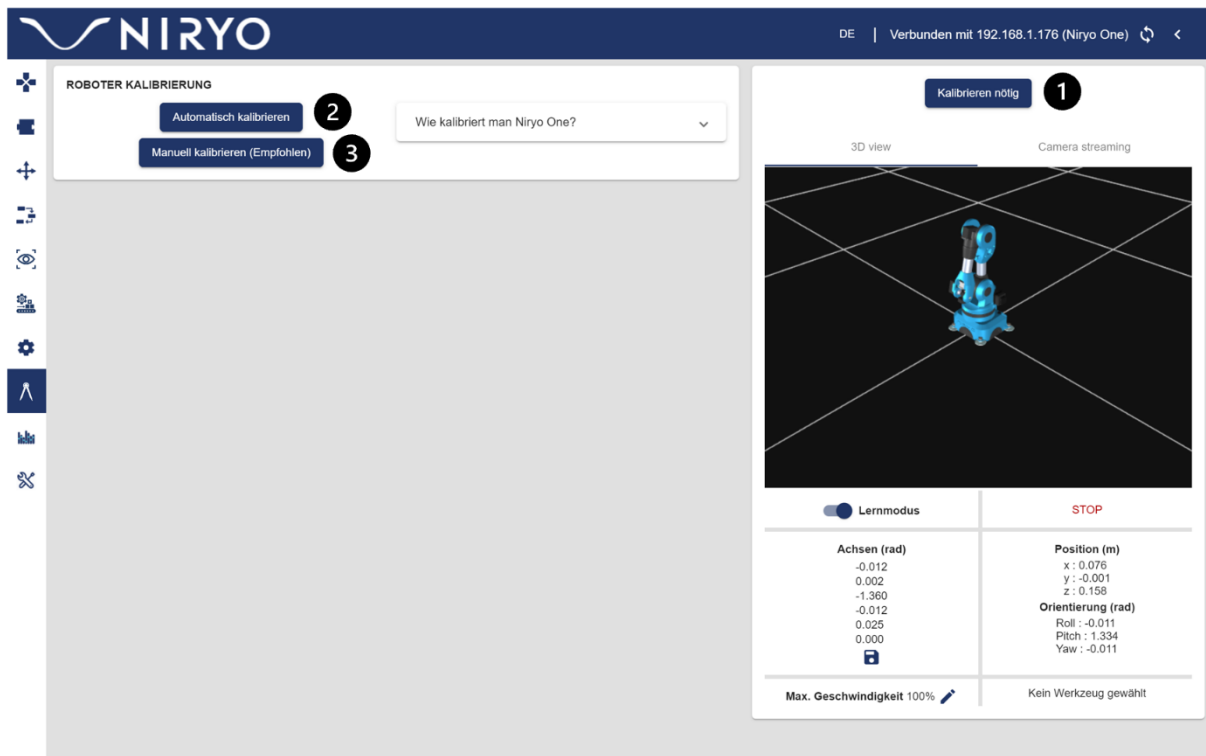 NIRYO
DE | Verbunden mit 192.168.1.176 (Niryo One)
ROBOTER KALIBRIERUNG
Automatisch kalibrieren
2
Manuell kalibrieren (Empfohlen)
3
Wie kalibriert man Niryo One?
Kalibrieren nötig
1
3D view
Camera streaming
Lernmodus
STOP
Achsen (rad)
-0.012
0.002
-1.360
-0.012
0.025
0.000
Position (m)
x : 0.076
y : -0.001
z : 0.158
Orientierung (rad)
Roll : -0.011
Pitch : 1.334
Yaw : -0.011
Max. Geschwindigkeit 100%
Kein Werkzeug gewählt